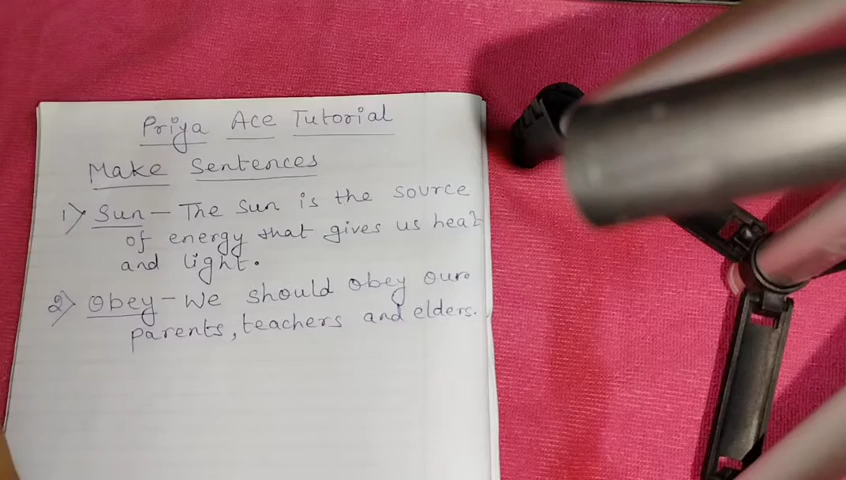 Priya Ace Tutorial
Make Sentences
1) Sun - The sun is the source
of energy that gives us heat
and light.
2) Obey - We should obey our
parents, teachers and elders.